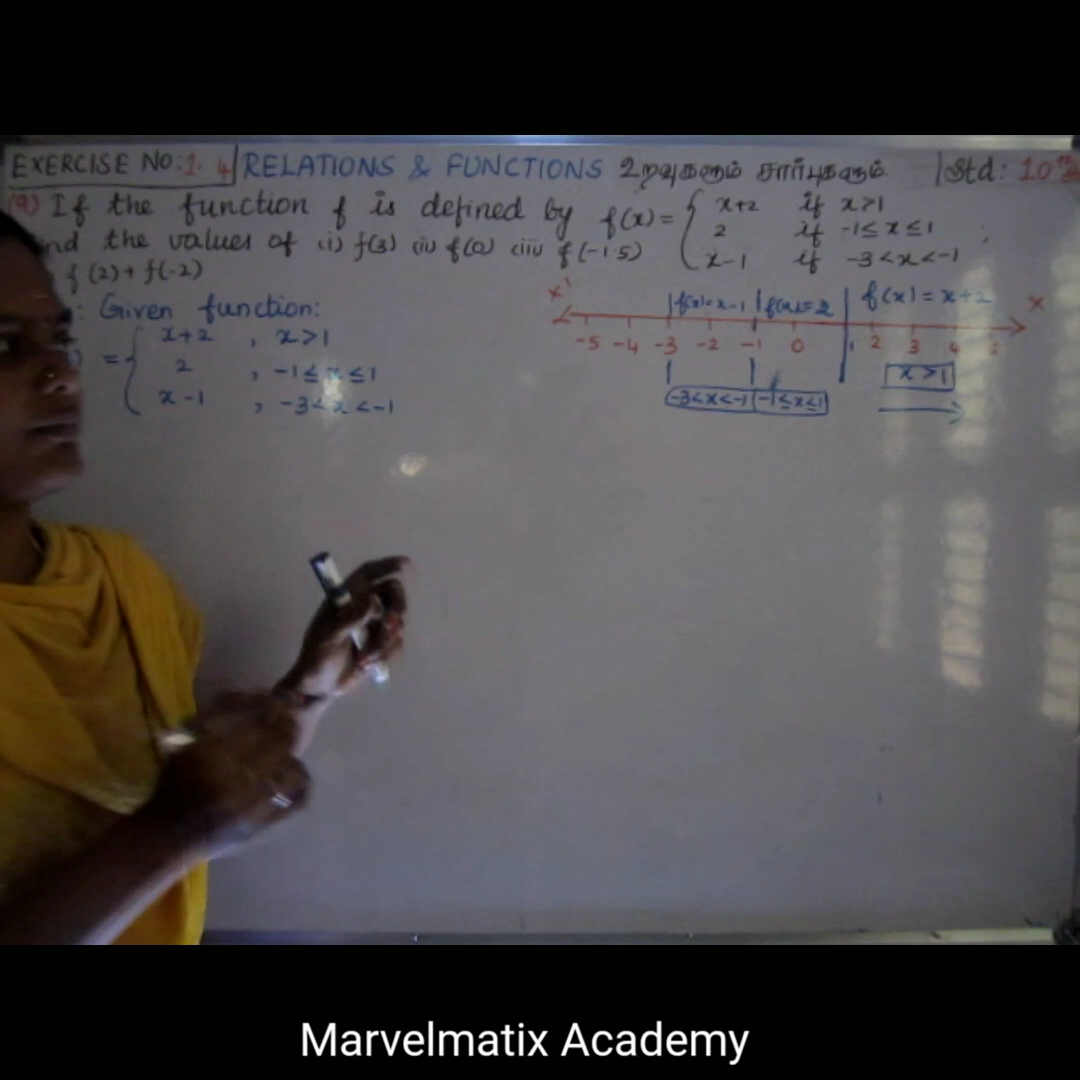 EXERCISE NO:1. 4 RELATIONS & FUNCTIONS உறவுகளும் சார்புகளும் Std: 10th
(9) If the function f is defined by f(x)= { x+2 if x>1
2 if -1≤x≤1 ;
x-1 if -3<x<-1
the values of (i) f(3) (ii) f(0) (iii) f(-1.5)
f(2)+f(-2)
: Given function:
= { x+2 , x>1
2 , -1≤x≤1
x-1 , -3<x<-1
x' f(x)=x-1 f(x)=2 f(x)=x+2 x
-5 -4 -3 -2 -1 0 1 2 3 4
x>1
-3<x<-1 -1≤x≤1
Marvelmatix Academy